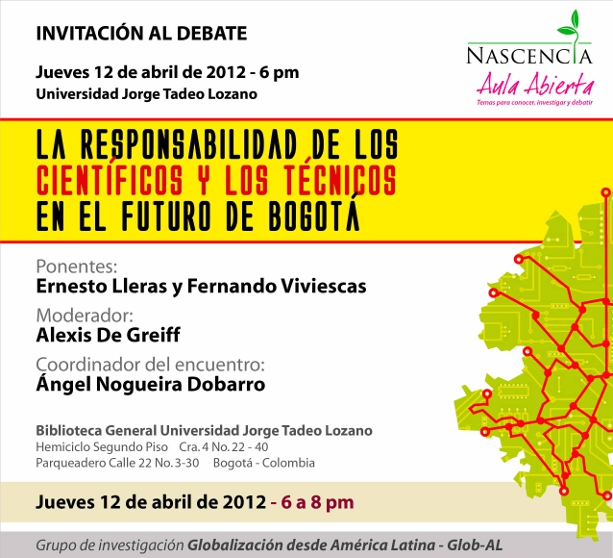 INVITACIÓN AL DEBATE
Jueves 12 de abril de 2012 - 6 pm
Universidad Jorge Tadeo Lozano
NASCENCIA
Aula Abierta
Temas para conocer, investigar y debatir
LA RESPONSABILIDAD DE LOS
CIENTÍFICOS Y LOS TÉCNICOS
EN EL FUTURO DE BOGOTÁ
Ponentes:
Ernesto Lleras y Fernando Viviescas
Moderador:
Alexis De Greiff
Coordinador del encuentro:
Ángel Nogueira Dobarro
Biblioteca General Universidad Jorge Tadeo Lozano
Hemiciclo Segundo Piso Cra. 4 No. 22 - 40
Parqueadero Calle 22 No. 3-30 Bogotá - Colombia
Jueves 12 de abril de 2012 - 6 a 8 pm
Grupo de investigación Globalización desde América Latina - Glob-AL